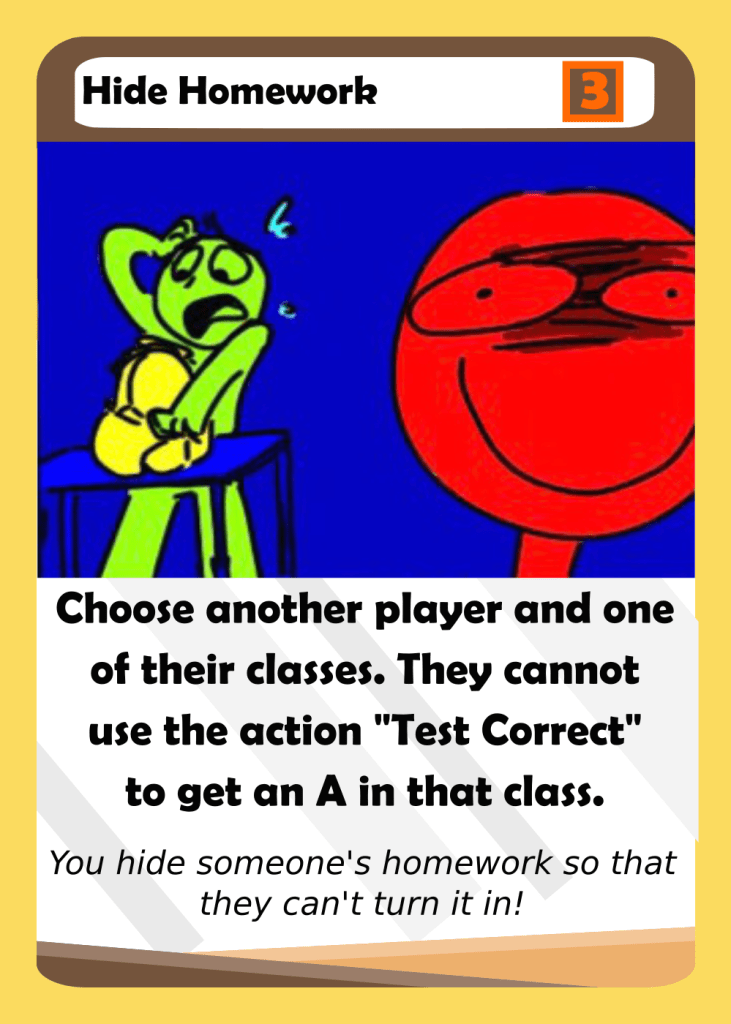 Hide Homework 3
Choose another player and one
of their classes. They cannot
use the action "Test Correct"
to get an A in that class.
You hide someone's homework so that
they can't turn it in!